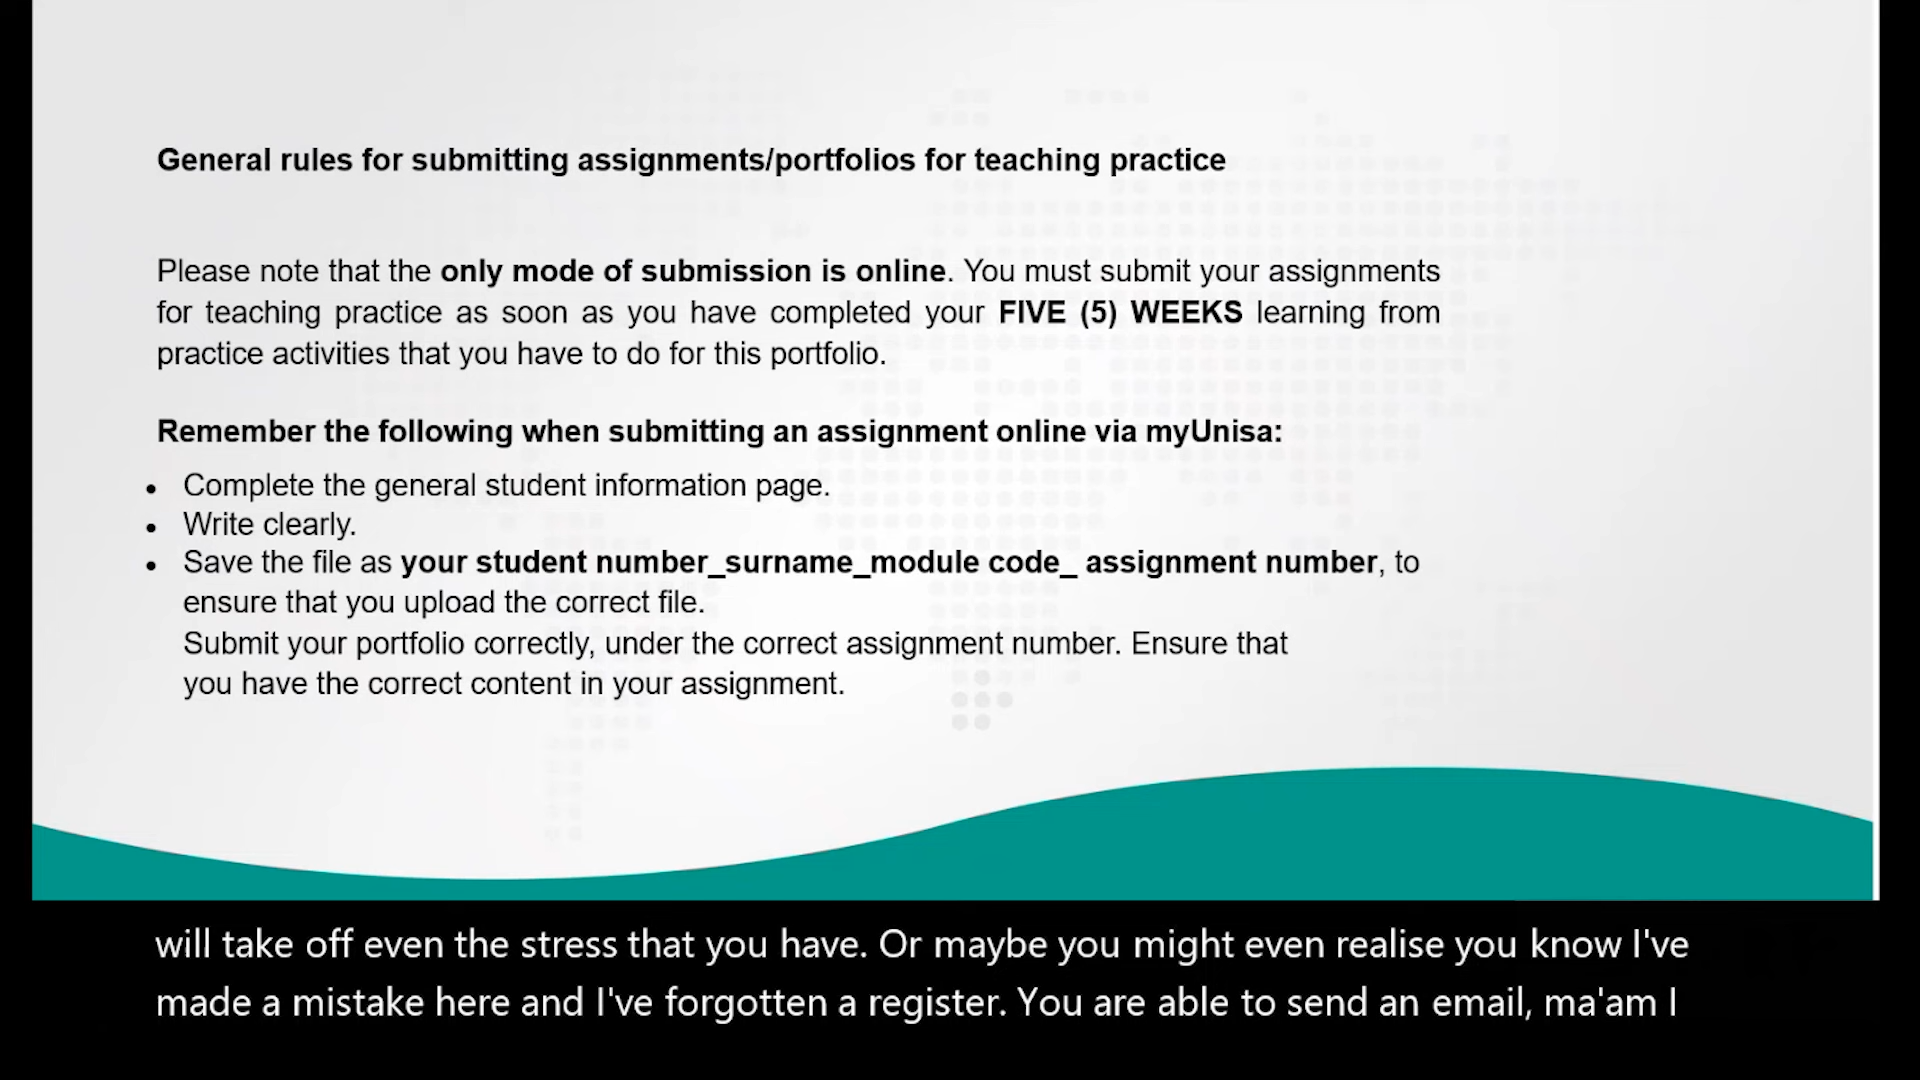 General rules for submitting assignments/portfolios for teaching practice
Please note that the only mode of submission is online. You must submit your assignments
for teaching practice as soon as you have completed your FIVE (5) WEEKS learning from
practice activities that you have to do for this portfolio.
Remember the following when submitting an assignment online via myUnisa:
• Complete the general student information page.
• Write clearly.
• Save the file as your student number_surname_module code_ assignment number, to
ensure that you upload the correct file.
Submit your portfolio correctly, under the correct assignment number. Ensure that
you have the correct content in your assignment.
will take off even the stress that you have. Or maybe you might even realise you know I've
made a mistake here and I've forgotten a register. You are able to send an email, ma'am I